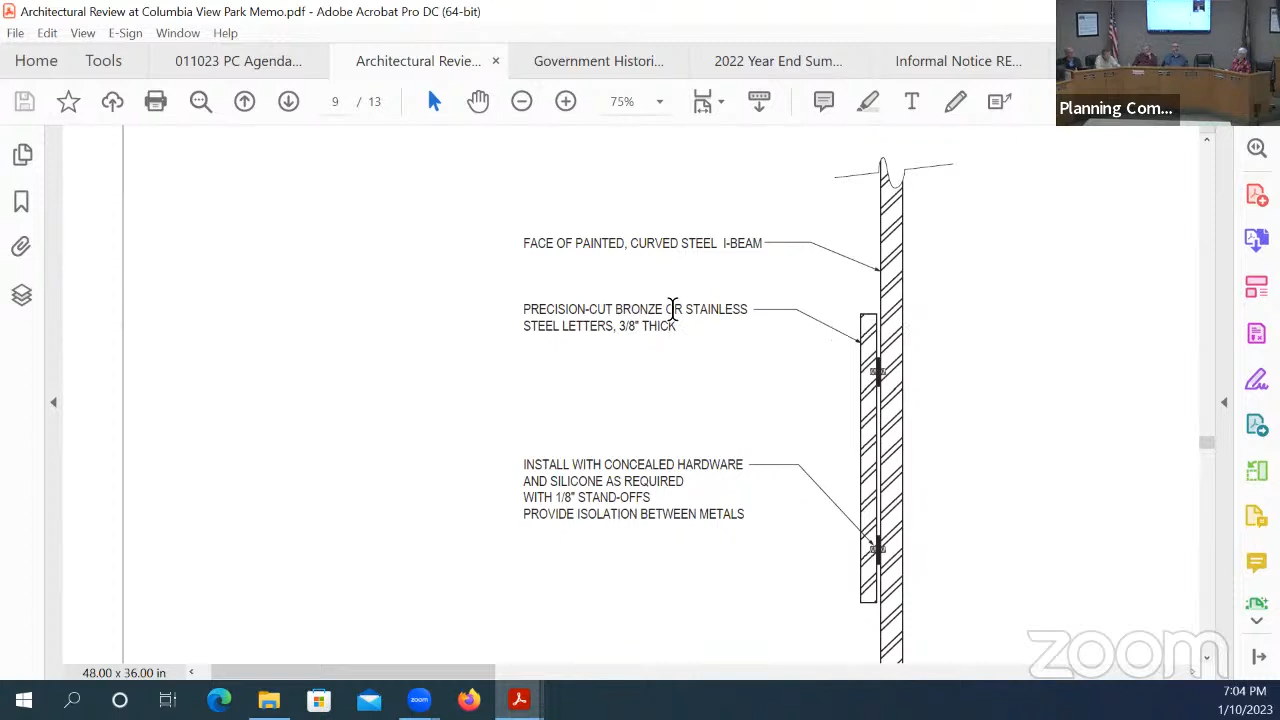 Architectural Review at Columbia View Park Memo.pdf - Adobe Acrobat Pro DC (64-bit)
File Edit View E-Sign Window Help
Home Tools 011023 PC Agenda... Architectural Revie... × Government Histori... 2022 Year End Sum... Informal Notice RE...
9 / 13 75%
Planning Com...
FACE OF PAINTED, CURVED STEEL I-BEAM
PRECISION-CUT BRONZE OR STAINLESS
STEEL LETTERS, 3/8" THICK
INSTALL WITH CONCEALED HARDWARE
AND SILICONE AS REQUIRED
WITH 1/8" STAND-OFFS
PROVIDE ISOLATION BETWEEN METALS
zoom
48.00 x 36.00 in
zoom
7:04 PM
1/10/2023